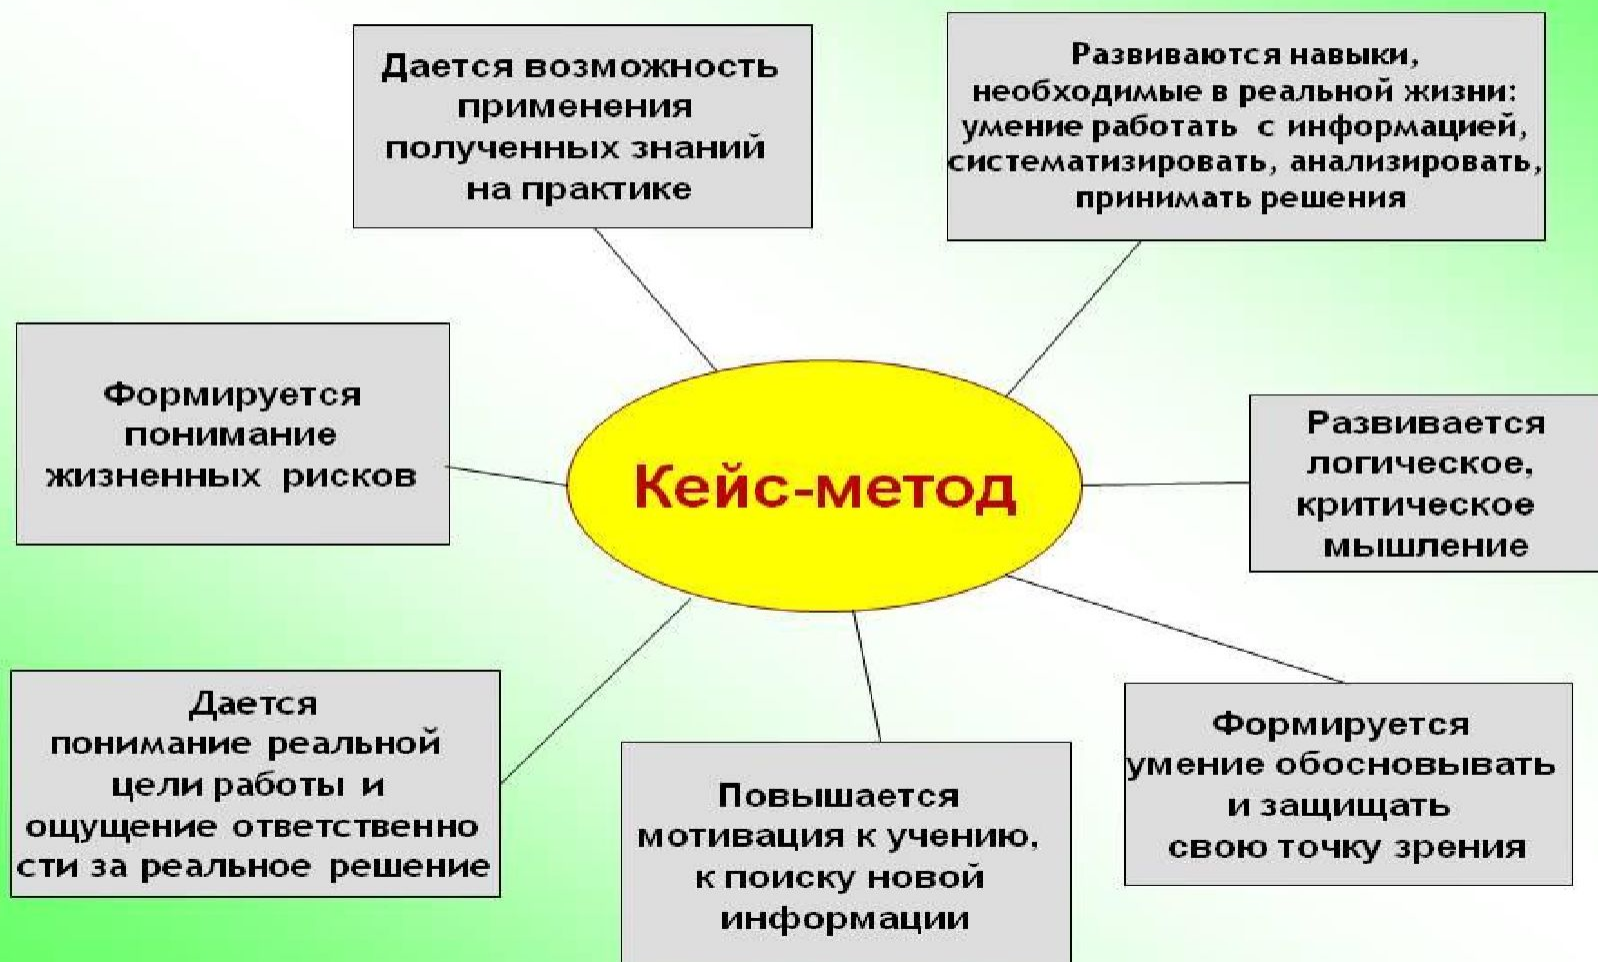 Дается возможность
применения
полученных знаний
на практике
Развиваются навыки,
необходимые в реальной жизни:
умение работать с информацией,
систематизировать, анализировать,
принимать решения
Формируется
понимание
жизненных рисков
Кейс-метод
Развивается
логическое,
критическое
мышление
Дается
понимание реальной
цели работы и
ощущение ответственно
сти за реальное решение
Повышается
мотивация к учению,
к поиску новой
информации
Формируется
умение обосновывать
и защищать
свою точку зрения